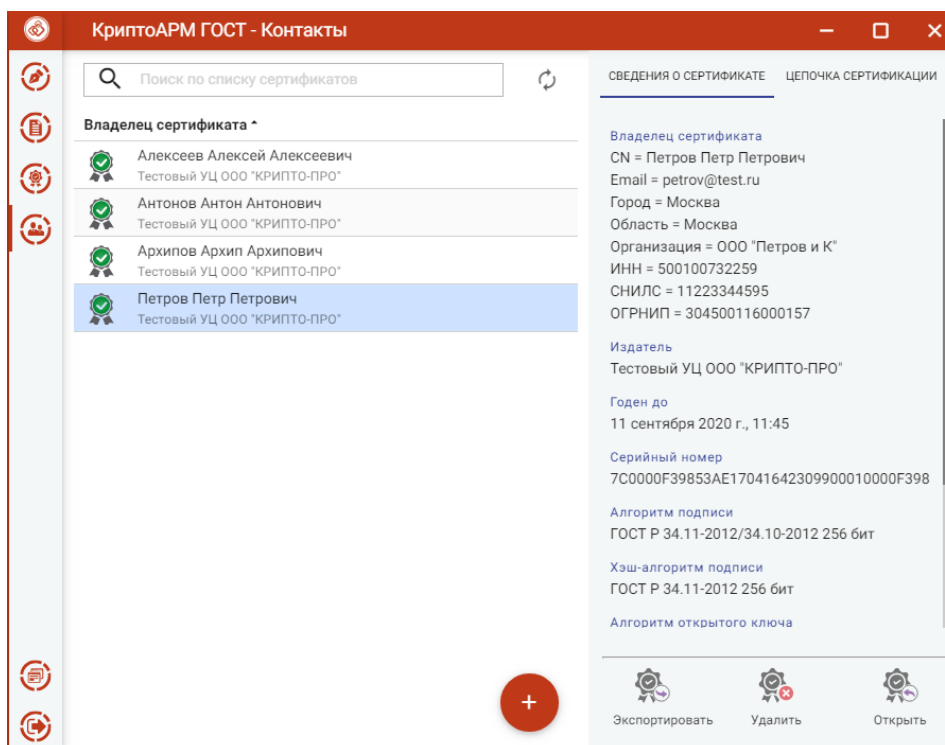 КриптоАРМ ГОСТ - Контакты
Поиск по списку сертификатов
Владелец сертификата
Алексеев Алексей Алексеевич
Тестовый УЦ ООО "КРИПТО-ПРО"
Антонов Антон Антонович
Тестовый УЦ ООО "КРИПТО-ПРО"
Архипов Архип Архипович
Тестовый УЦ ООО "КРИПТО-ПРО"
Петров Петр Петрович
Тестовый УЦ ООО "КРИПТО-ПРО"
СВЕДЕНИЯ О СЕРТИФИКАТЕ ЦЕПОЧКА СЕРТИФИКАЦИИ
Владелец сертификата
CN = Петров Петр Петрович
Email = petrov@test.ru
Город = Москва
Область = Москва
Организация = ООО "Петров и К"
ИНН = 500100732259
СНИЛС = 11223344595
ОГРНИП = 304500116000157
Издатель
Тестовый УЦ ООО "КРИПТО-ПРО"
Годен до
11 сентября 2020 г., 11:45
Серийный номер
7C0000F39853AE17041642309900010000F398
Алгоритм подписи
ГОСТ Р 34.11-2012/34.10-2012 256 бит
Хэш-алгоритм подписи
ГОСТ Р 34.11-2012 256 бит
Алгоритм открытого ключа
Экспортировать Удалить Открыть